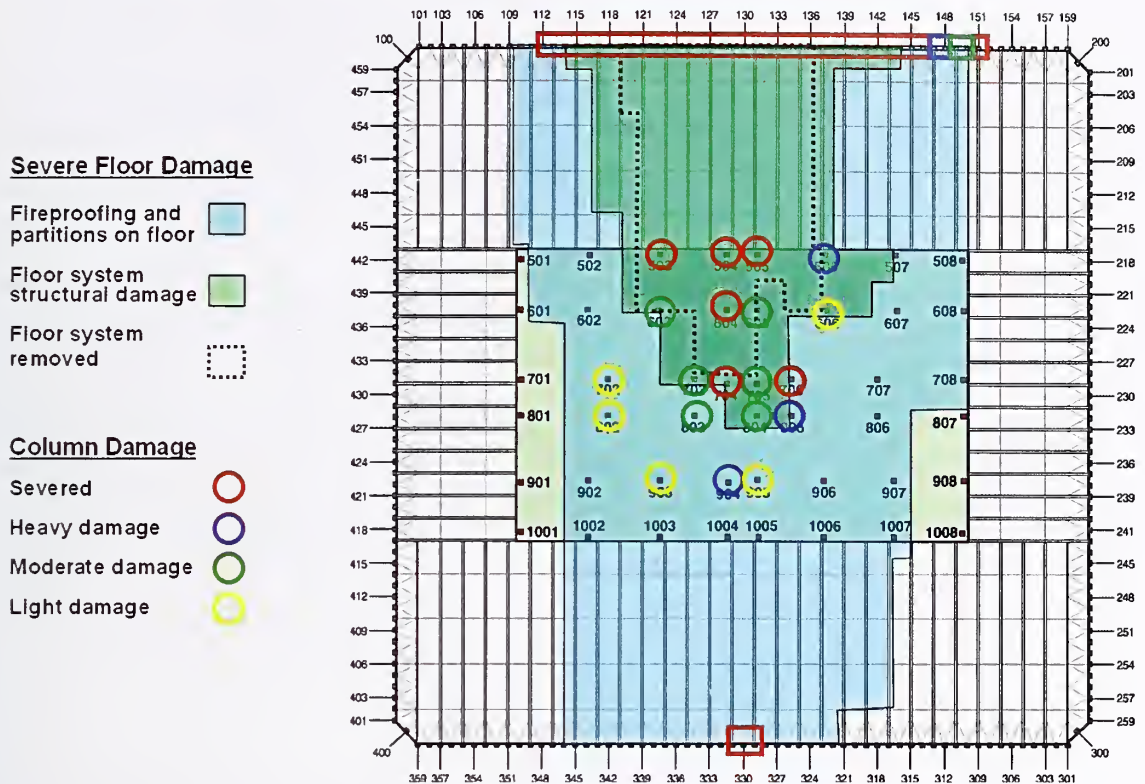 101 103 106 109 112 115 118 121 124 127 130 133 136 139 142 145 148 151 154 157 159
100
200
459
457
454
451
448
445
442
439
436
433
430
427
424
421
418
415
412
409
406
403
401
201
203
206
209
212
215
218
221
224
227
230
233
236
239
241
245
248
251
254
257
259
Severe Floor Damage
Fireproofing and
partitions on floor
Floor system
structural damage
Floor system
removed
Column Damage
Severed
Heavy damage
Moderate damage
Light damage
501 502 507 508
601 602 607 608
701 707 708
801 806 807
901 902 906 907 908
1001 1002 1003 1004 1005 1006 1007 1008
400
300
359 357 354 351 348 345 342 339 336 333 330 327 324 321 318 315 312 309 306 303 301